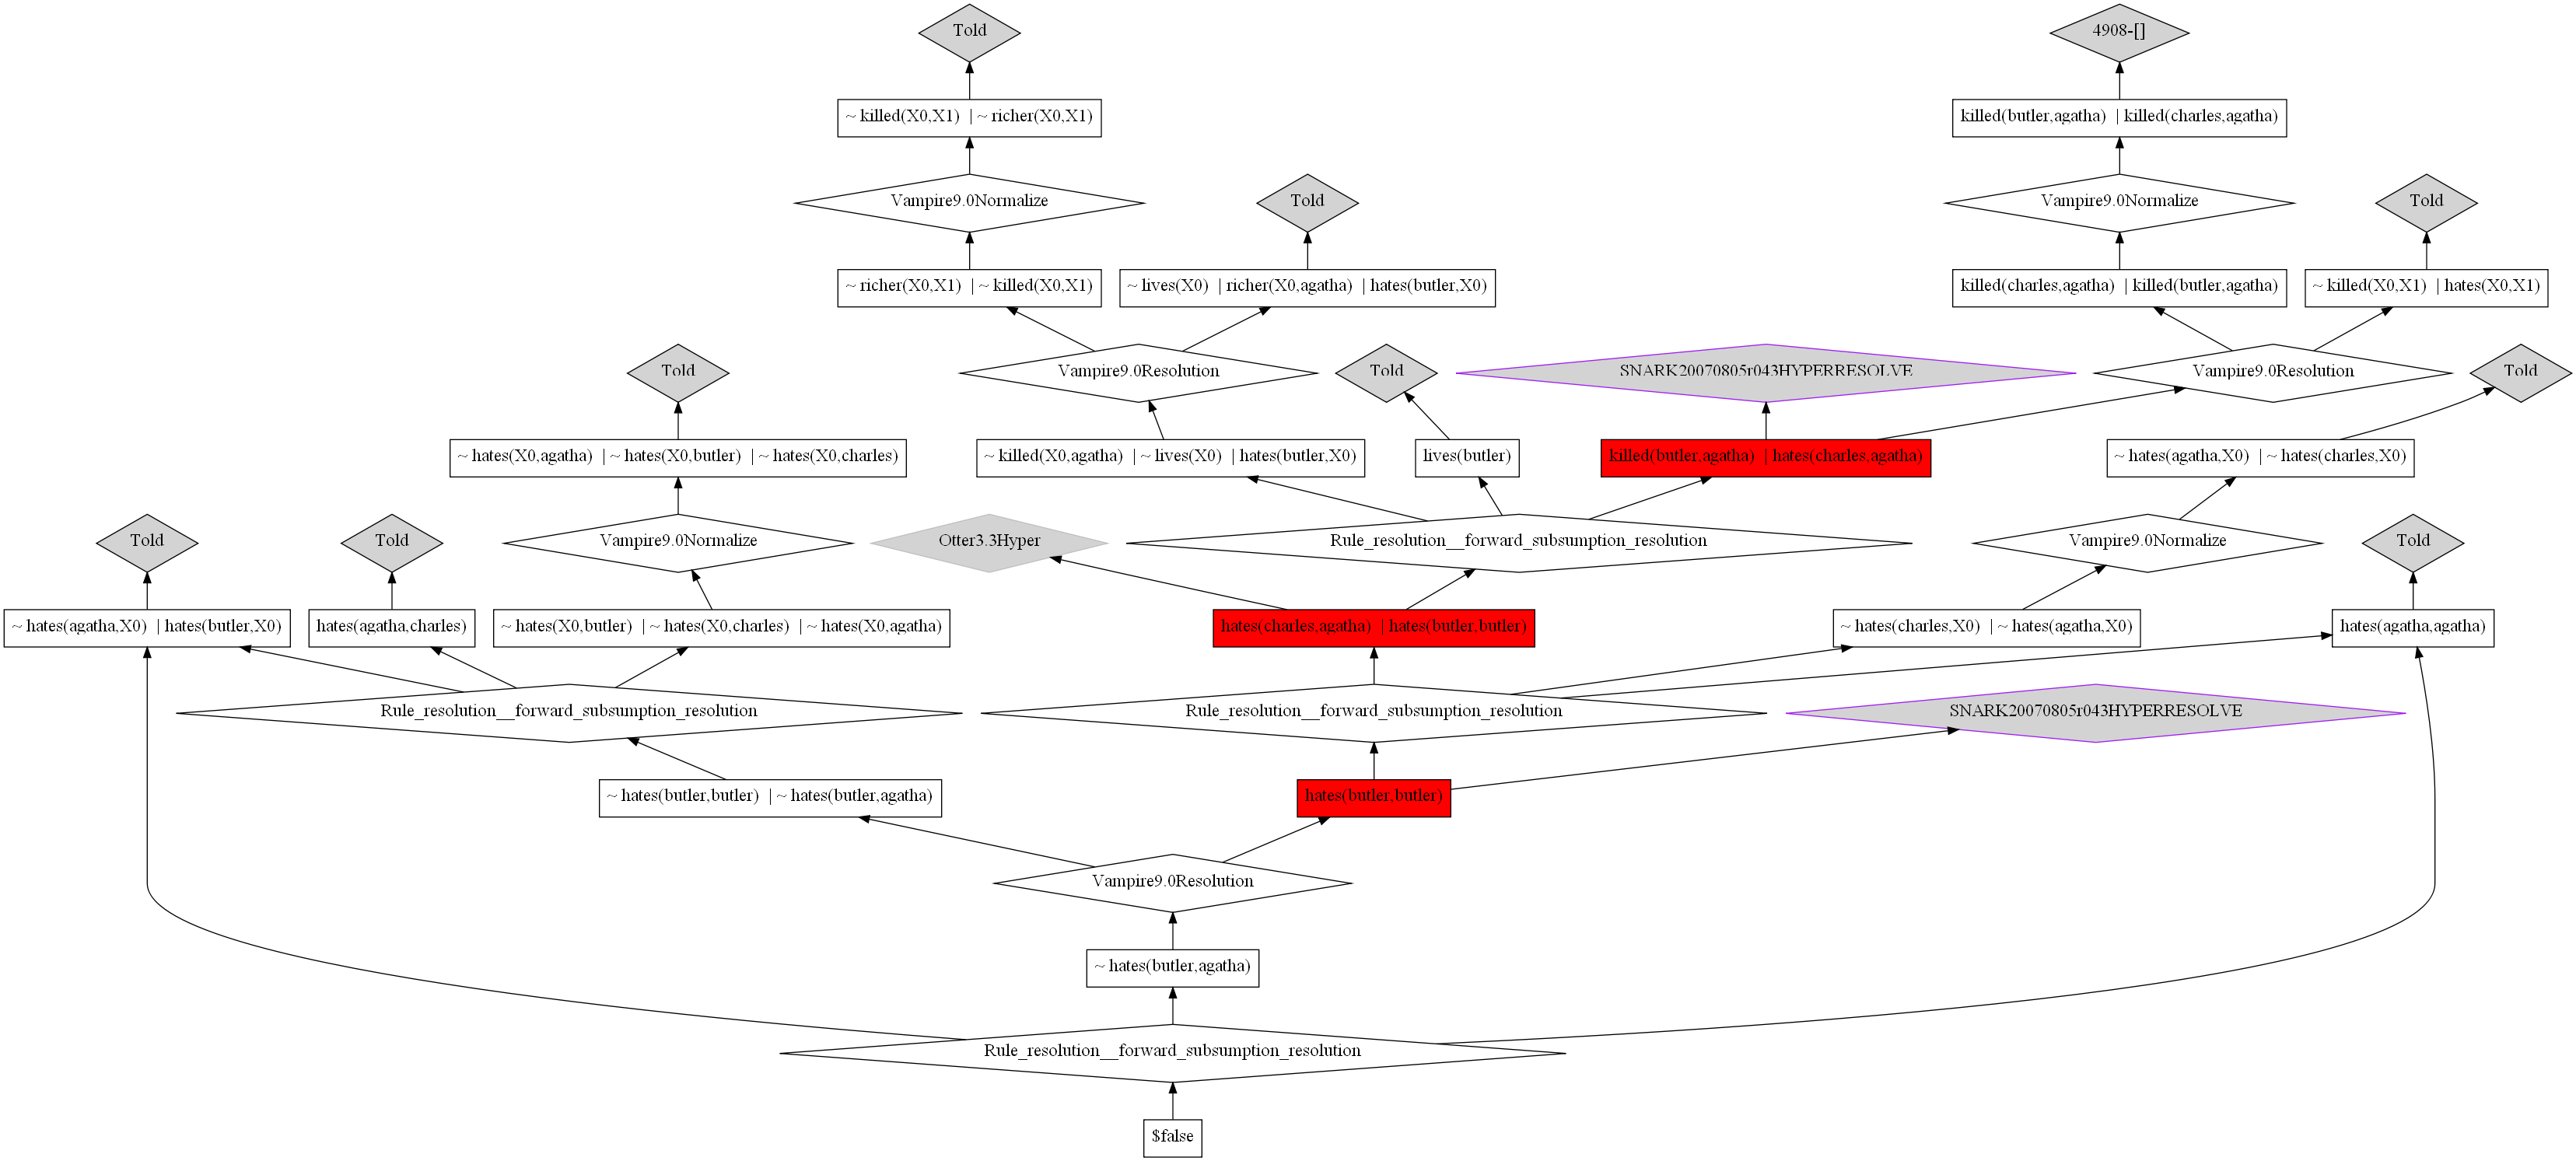 Told
4908-[]
~ killed(X0,X1) | ~ richer(X0,X1)
killed(butler,agatha) | killed(charles,agatha)
Vampire9.0Normalize
Told
Vampire9.0Normalize
Told
~ richer(X0,X1) | ~ killed(X0,X1)
~ lives(X0) | richer(X0,agatha) | hates(butler,X0)
killed(charles,agatha) | killed(butler,agatha)
~ killed(X0,X1) | hates(X0,X1)
Told
Vampire9.0Resolution
Told
SNARK20070805r043HYPERRESOLVE
Vampire9.0Resolution
Told
~ hates(X0,agatha) | ~ hates(X0,butler) | ~ hates(X0,charles)
~ killed(X0,agatha) | ~ lives(X0) | hates(butler,X0)
lives(butler)
killed(butler,agatha) | hates(charles,agatha)
~ hates(agatha,X0) | ~ hates(charles,X0)
Told
Told
Vampire9.0Normalize
Otter3.3Hyper
Rule_resolution__forward_subsumption_resolution
Vampire9.0Normalize
Told
~ hates(agatha,X0) | hates(butler,X0)
hates(agatha,charles)
~ hates(X0,butler) | ~ hates(X0,charles) | ~ hates(X0,agatha)
hates(charles,agatha) | hates(butler,butler)
~ hates(charles,X0) | ~ hates(agatha,X0)
hates(agatha,agatha)
Rule_resolution__forward_subsumption_resolution
Rule_resolution__forward_subsumption_resolution
SNARK20070805r043HYPERRESOLVE
~ hates(butler,butler) | ~ hates(butler,agatha)
hates(butler,butler)
Vampire9.0Resolution
~ hates(butler,agatha)
Rule_resolution__forward_subsumption_resolution
$false